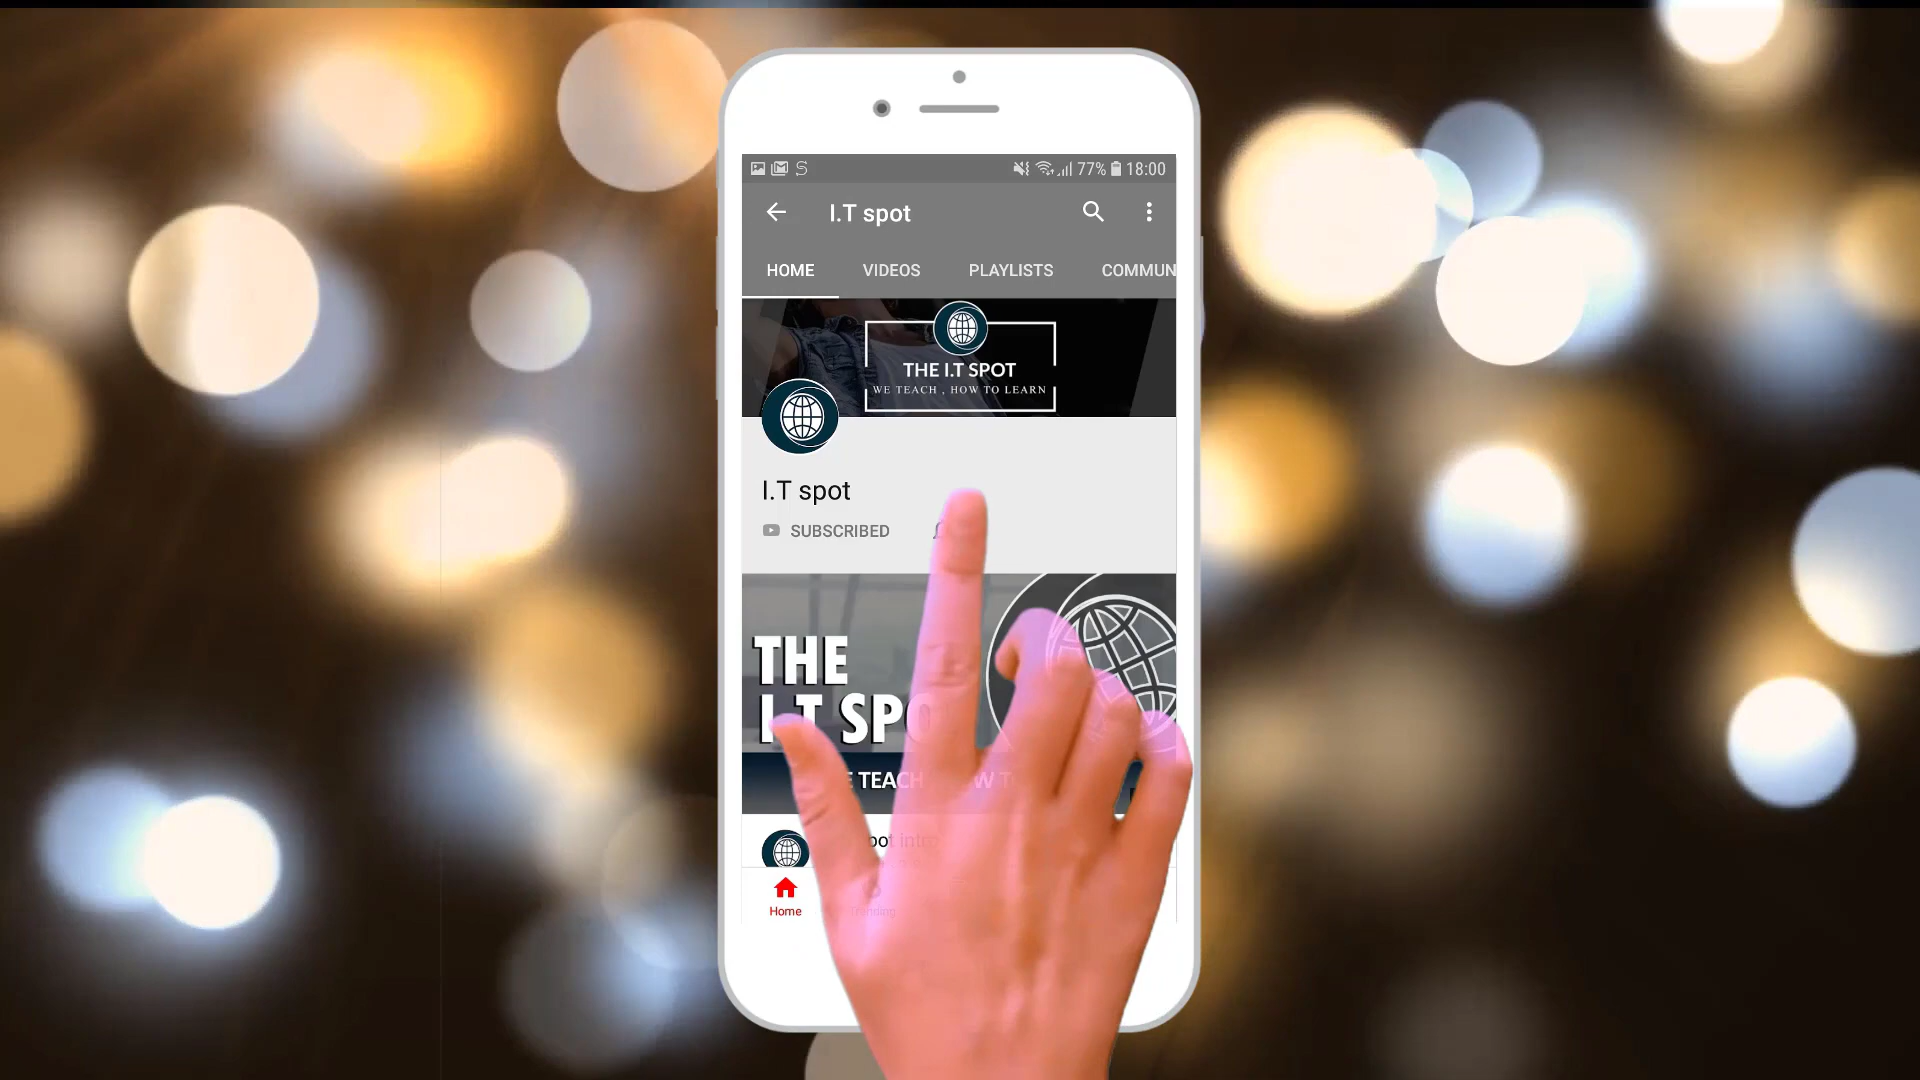 77% 18:00
I.T spot
HOME VIDEOS PLAYLISTS COMMUN
THE I.T SPOT
WE TEACH , HOW TO LEARN
I.T spot
SUBSCRIBED
THE
I.T SPO
E TEACH
Home